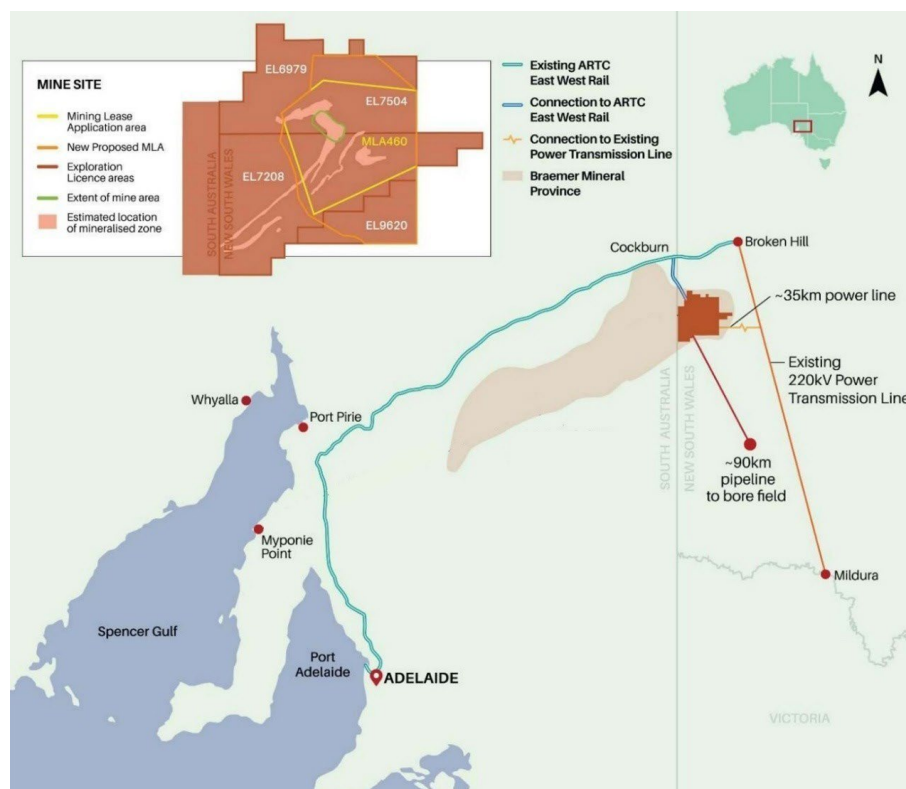 MINE SITE
Mining Lease
Application area
New Proposed MLA
Exploration
Licence areas
Extent of mine area
Estimated location
of mineralised zone
EL6979
EL7504
MLA460
EL7208
EL9620
SOUTH AUSTRALIA
NEW SOUTH WALES
Existing ARTC
East West Rail
Connection to ARTC
East West Rail
Connection to Existing
Power Transmission Line
Braemer Mineral
Province
N
Cockburn
Broken Hill
~35km power line
Existing
220kV Power
Transmission Line
SOUTH AUSTRALIA
NEW SOUTH WALES
~90km
pipeline
to bore field
Whyalla
Port Pirie
Myponie
Point
Mildura
Spencer Gulf
Port
Adelaide
ADELAIDE
VICTORIA